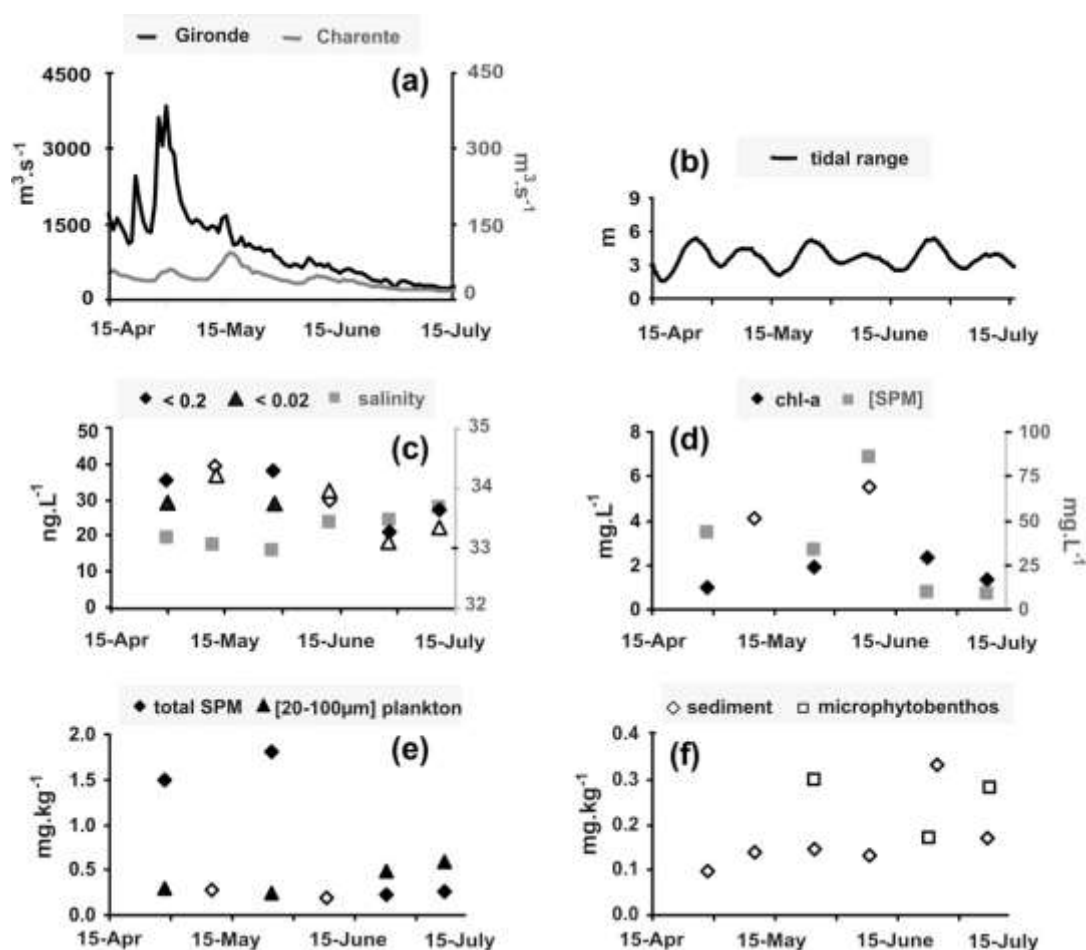 Gironde Charente
(a)
4500 3000 1500 0
m³.s⁻¹
450 300 150 0
m³.s⁻¹
15-Apr 15-May 15-June 15-July
(b)
tidal range
9 6 3 0
m
15-Apr 15-May 15-June 15-July
< 0.2 < 0.02 salinity
(c)
50 40 30 20 10 0
ng.L⁻¹
35 34 33 32
15-Apr 15-May 15-June 15-July
chl-a [SPM]
(d)
8 6 4 2 0
mg.L⁻¹
100 75 50 25 0
mg.L⁻¹
15-Apr 15-May 15-June 15-July
total SPM [20-100µm] plankton
(e)
2.0 1.5 1.0 0.5 0.0
mg.kg⁻¹
15-Apr 15-May 15-June 15-July
sediment microphytobenthos
(f)
0.4 0.3 0.2 0.1 0.0
mg.kg⁻¹
15-Apr 15-May 15-June 15-July